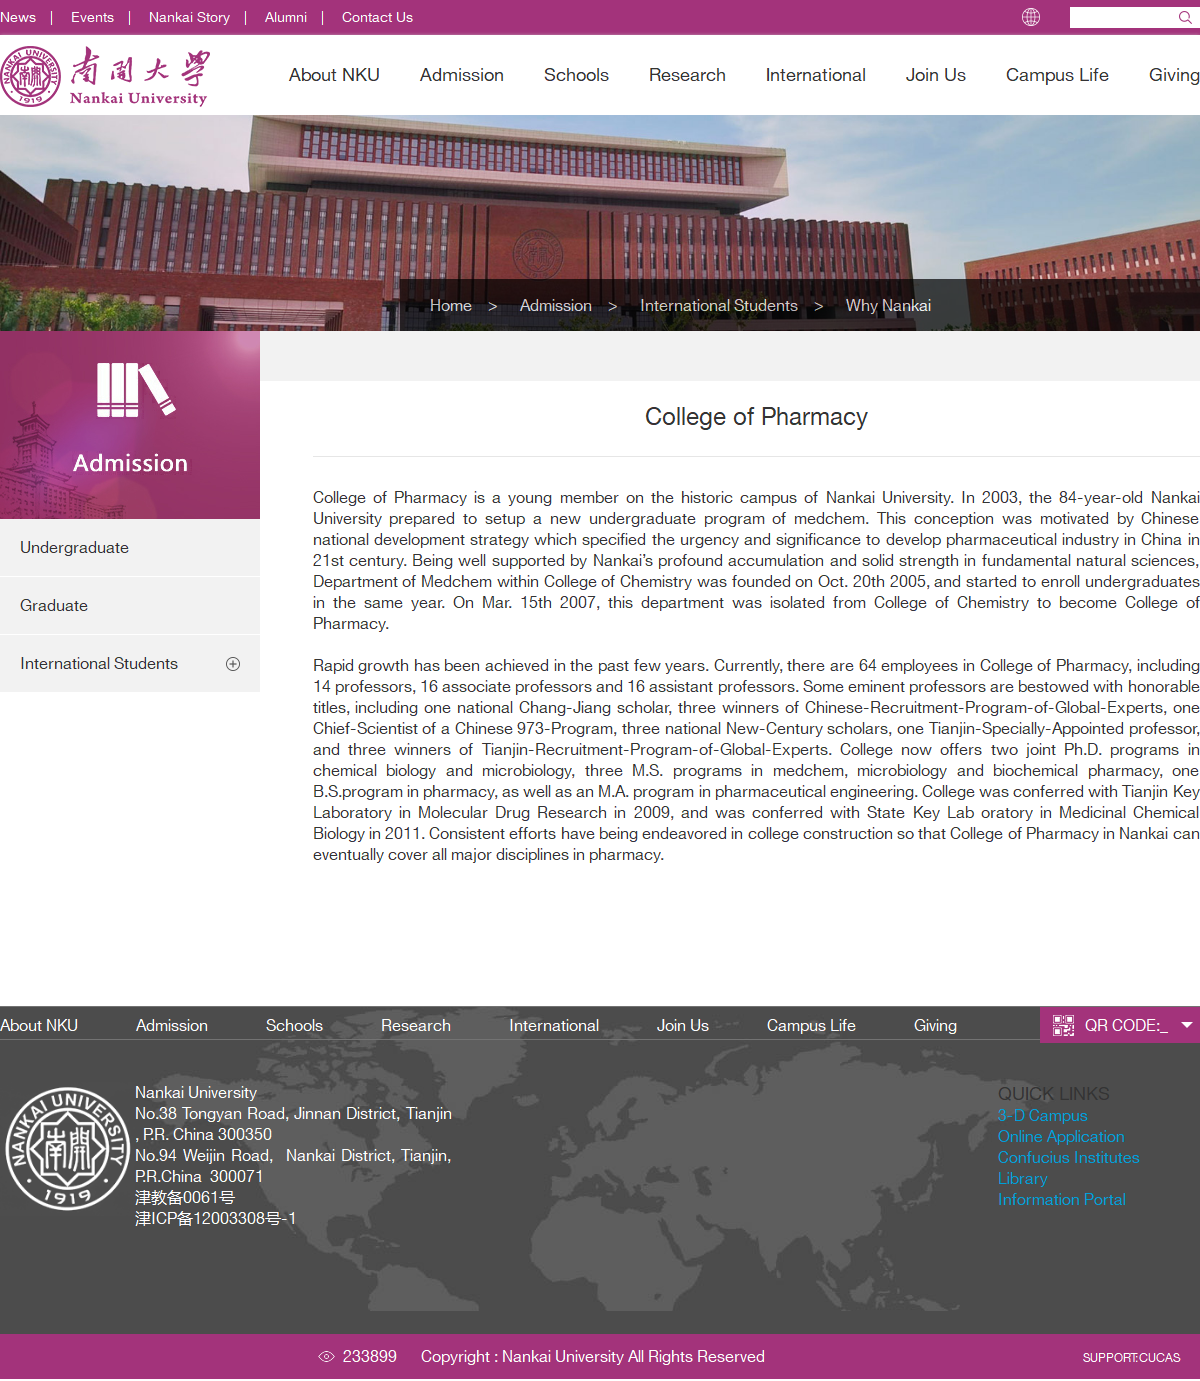 News | Events | Nankai Story | Alumni | Contact Us
NANKAI UNIVERSITY
南開
1919
南開大學
Nankai University
About NKU Admission Schools Research International Join Us Campus Life Giving
Home > Admission > International Students > Why Nankai
Admission
Undergraduate
Graduate
International Students
College of Pharmacy
College of Pharmacy is a young member on the historic campus of Nankai University. In 2003, the 84-year-old Nankai
University prepared to setup a new undergraduate program of medchem. This conception was motivated by Chinese
national development strategy which specified the urgency and significance to develop pharmaceutical industry in China in
21st century. Being well supported by Nankai’s profound accumulation and solid strength in fundamental natural sciences,
Department of Medchem within College of Chemistry was founded on Oct. 20th 2005, and started to enroll undergraduates
in the same year. On Mar. 15th 2007, this department was isolated from College of Chemistry to become College of
Pharmacy.
Rapid growth has been achieved in the past few years. Currently, there are 64 employees in College of Pharmacy, including
14 professors, 16 associate professors and 16 assistant professors. Some eminent professors are bestowed with honorable
titles, including one national Chang-Jiang scholar, three winners of Chinese-Recruitment-Program-of-Global-Experts, one
Chief-Scientist of a Chinese 973-Program, three national New-Century scholars, one Tianjin-Specially-Appointed professor,
and three winners of Tianjin-Recruitment-Program-of-Global-Experts. College now offers two joint Ph.D. programs in
chemical biology and microbiology, three M.S. programs in medchem, microbiology and biochemical pharmacy, one
B.S.program in pharmacy, as well as an M.A. program in pharmaceutical engineering. College was conferred with Tianjin Key
Laboratory in Molecular Drug Research in 2009, and was conferred with State Key Lab oratory in Medicinal Chemical
Biology in 2011. Consistent efforts have being endeavored in college construction so that College of Pharmacy in Nankai can
eventually cover all major disciplines in pharmacy.
About NKU Admission Schools Research International Join Us Campus Life Giving QR CODE:_
NANKAI UNIVERSITY
南開
1919
Nankai University
No.38 Tongyan Road, Jinnan District, Tianjin
, P.R. China 300350
No.94 Weijin Road, Nankai District, Tianjin,
P.R.China 300071
津教备0061号
津ICP备12003308号-1
QUICK LINKS
3-D Campus
Online Application
Confucius Institutes
Library
Information Portal
233899 Copyright : Nankai University All Rights Reserved SUPPORT:CUCAS